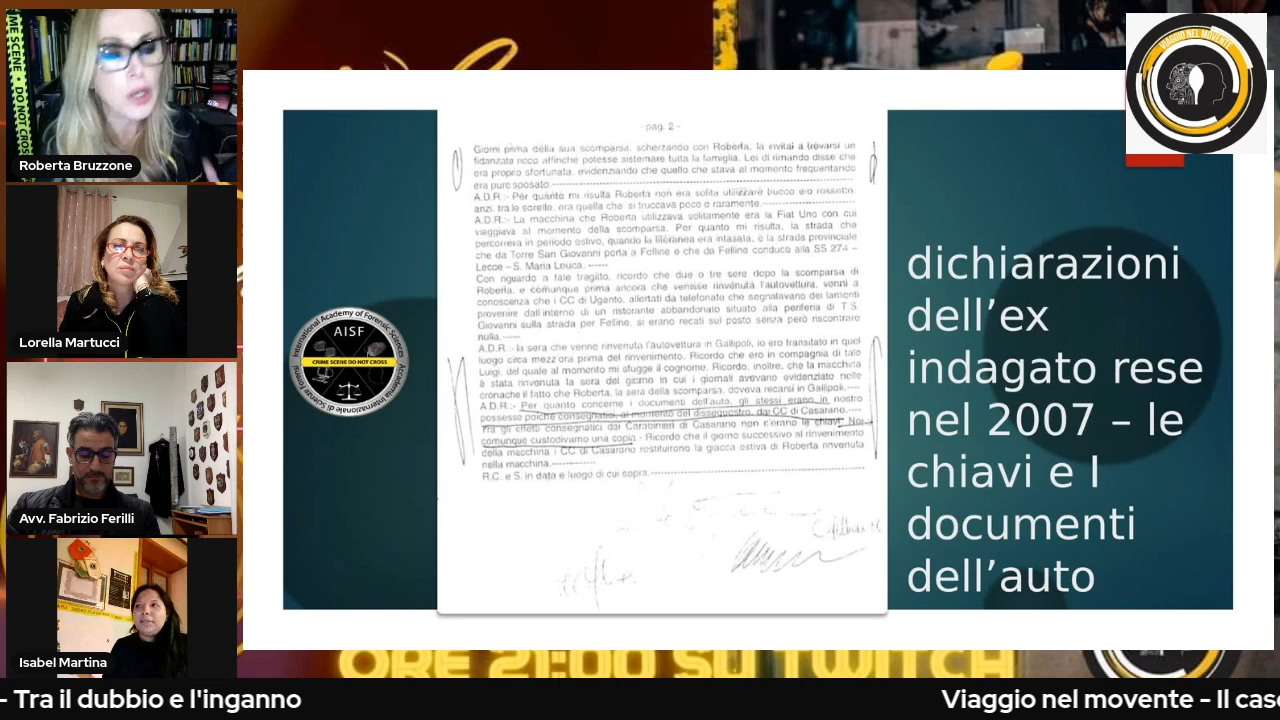 CRIME SCENE • DO NOT CROSS
Roberta Bruzzone
Lorella Martucci
Avv. Fabrizio Ferilli
Isabel Martina
VIAGGIO NEL MOVENTE
International Academy of Forensic Sciences
AISF
CRIME SCENE DO NOT CROSS
- pag. 2 -
Giorni prima della sua scomparsa, scherzando con Roberta, la invitai a trovarsi un
fidanzato ricco affinché potesse sistemare tutta la famiglia. Lei di rimando disse che
era propro sfortunata, evidenziando che quello che stava al momento frequentando
era pure sposato.
A.D.R.:- Per quanto mi risulta Roberta non era solita utilizzare trucco e/o rossetto,
anzi, tra le sorelle, era quella che si truccava poco e raramente.
A.D.R.:- La macchina che Roberta utilizzava solitamente era la Fiat Uno con cui
viaggiava al momento della scomparsa. Per quanto mi risulta, la strada che
percorreva in periodo estivo, quando la litoranea era intasata, è la strada provinciale
che da Torre San Giovanni porta a Felline e che da Felline conduce alla SS 274 –
Lecce – S. Maria Leuca. ------
Con riguardo a tale tragitto, ricordo che due o tre sere dopo la scomparsa di
Roberta, e comunque prima ancora che venisse rinvenuta l'autovettura, venni a
conoscenza che i CC di Ugento, allertati da telefonate che segnalavano dei lamenti
provenire dall'interno di un ristorante abbandonato situato alla periferia di T.S.
Giovanni sulla strada per Felline, si erano recati sul posto senza però riscontrare
nulla.------
A.D.R.:- la sera che venne rinvenuta l'autovettura in Gallipoli, io ero transitato in quel
luogo circa mezz'ora prima del rinvenimento. Ricordo che ero in compagnia di tale
Luigi, del quale al momento mi sfugge il cognome. Ricordo, inoltre, che la macchina
è stata rinvenuta la sera del giorno in cui i giornali avevano evidenziato nelle
cronache il fatto che Roberta, la sera della scomparsa, doveva recarsi in Gallipoli.----
A.D.R.:- Per quanto concerne i documenti dell'auto, gli stessi erano in nostro
possesso poiché consegnatici, al momento del dissequestro, dai CC di Casarano.----
Tra gli effetti consegnatici dai Carabinieri di Casarano non c'erano le chiavi. Noi
comunque custodivamo una copia.- Ricordo che il giorno successivo al rinvenimento
della macchina i CC di Casarano restituirono la giacca estiva di Roberta rinvenuta
nella macchina.
R.C. e S. in data e luogo di cui sopra.
dichiarazioni
dell'ex
indagato rese
nel 2007 – le
chiavi e I
documenti
dell'auto
ORE 21:00 SU TWITCH
- Tra il dubbio e l'inganno
Viaggio nel movente - Il caso